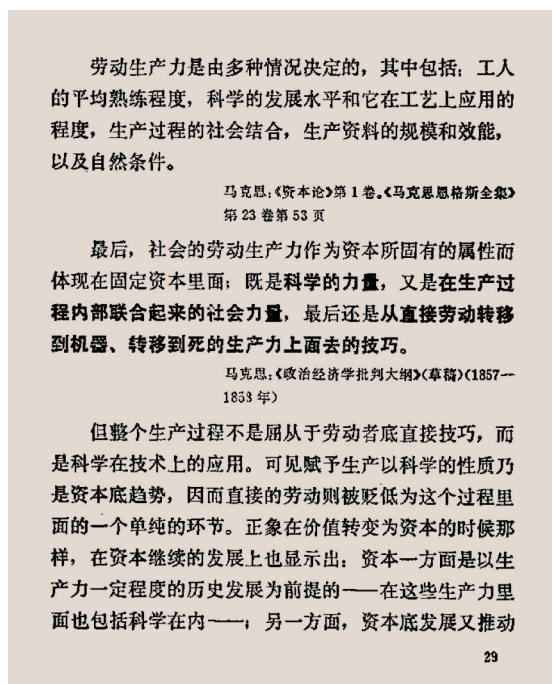 劳动生产力是由多种情况决定的，其中包括：工人
的平均熟练程度，科学的发展水平和它在工艺上应用的
程度，生产过程的社会结合，生产资料的规模和效能，
以及自然条件。
马克思：《资本论》第1卷。《马克思恩格斯全集》
第23卷第53页
最后，社会的劳动生产力作为资本所固有的属性而
体现在固定资本里面；既是科学的力量，又是在生产过
程内部联合起来的社会力量，最后还是从直接劳动转移
到机器、转移到死的生产力上面去的技巧。
马克思：《政治经济学批判大纲》（草稿）（1857—
1858年）
但整个生产过程不是屈从于劳动者底直接技巧，而
是科学在技术上的应用。可见赋予生产以科学的性质乃
是资本底趋势，因而直接的劳动则被贬低为这个过程里
面的一个单纯的环节。正象在价值转变为资本的时候那
样，在资本继续的发展上也显示出：资本一方面是以生
产力一定程度的历史发展为前提的——在这些生产力里
面也包括科学在内——；另一方面，资本底发展又推动
29